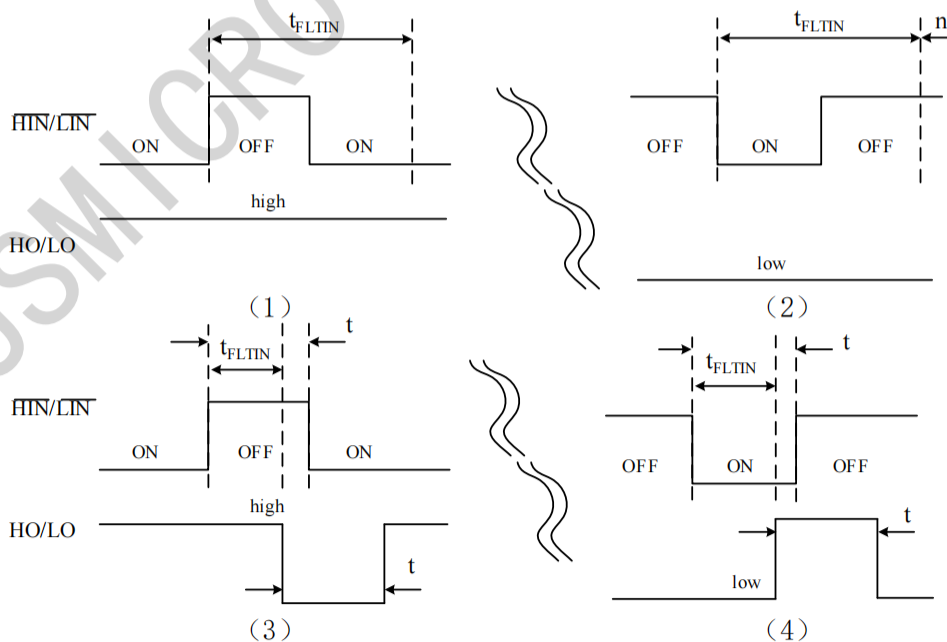 OSMICRO
tFLTIN
tFLTIN n
HIN/LIN
ON OFF ON
OFF ON OFF
high
HO/LO
low
(1) (2)
t t
tFLTIN tFLTIN
HIN/LIN
ON OFF ON
OFF ON OFF
high
HO/LO
t t
low
(3) (4)